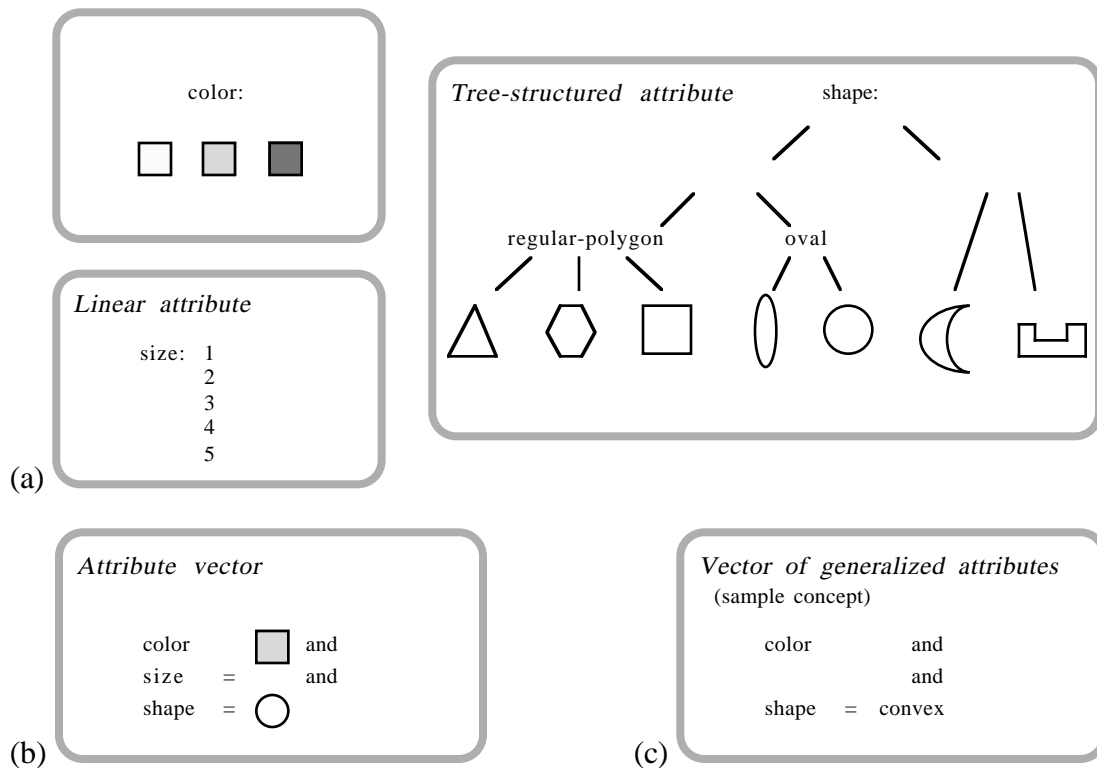 color:
Tree-structured attribute
shape:
regular-polygon
oval
Linear attribute
size: 1
2
3
4
5
(a)
Attribute vector
color and
size = and
shape =
(b)
Vector of generalized attributes
(sample concept)
color and
and
shape = convex
(c)